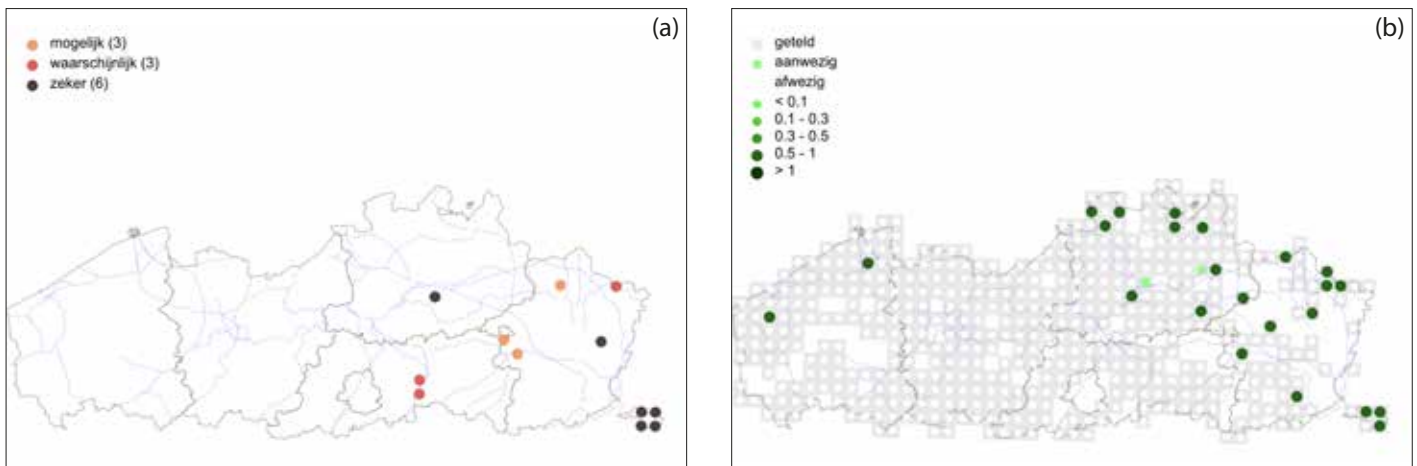 (a)
mogelijk (3)
waarschijnlijk (3)
zeker (6)
(b)
geteld
aanwezig
afwezig
< 0.1
0.1 - 0.3
0.3 - 0.5
0.5 - 1
> 1